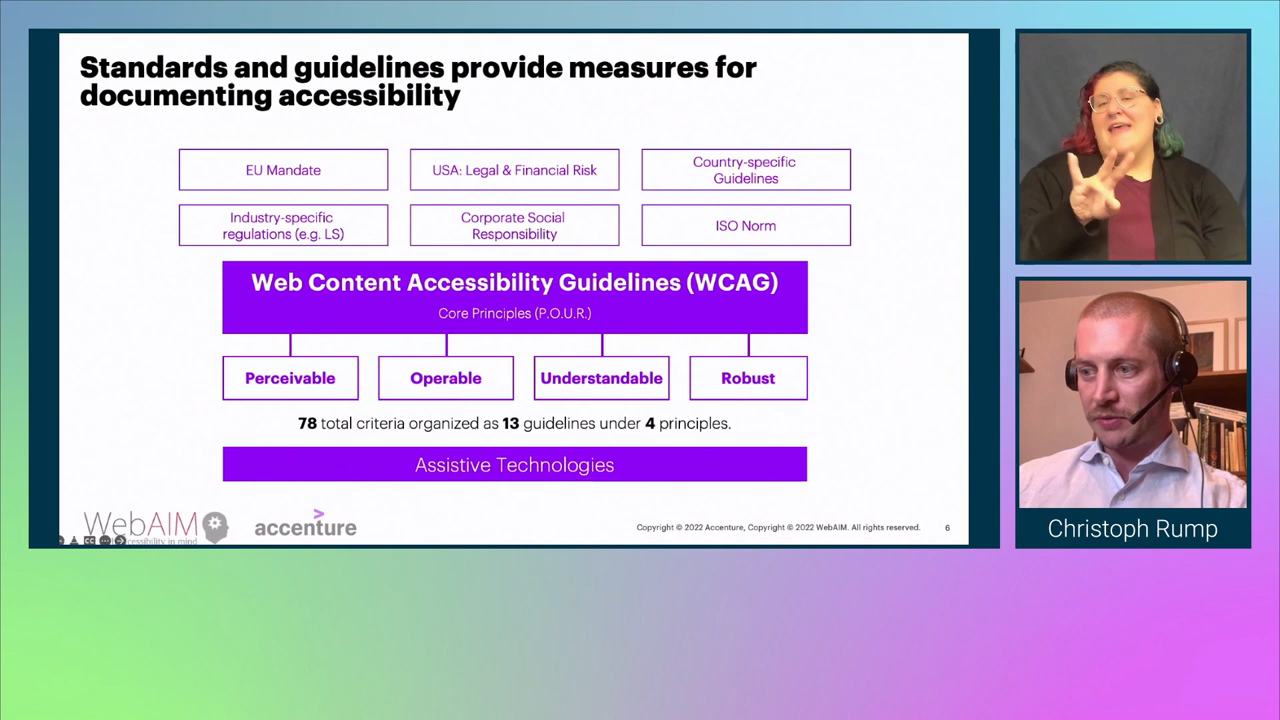 Standards and guidelines provide measures for
documenting accessibility
EU Mandate
USA: Legal & Financial Risk
Country-specific
Guidelines
Industry-specific
regulations (e.g. LS)
Corporate Social
Responsibility
ISO Norm
Web Content Accessibility Guidelines (WCAG)
Core Principles (P.O.U.R.)
Perceivable
Operable
Understandable
Robust
78 total criteria organized as 13 guidelines under 4 principles.
Assistive Technologies
WebAIM
in mind
accenture
Copyright © 2022 Accenture, Copyright © 2022 WebAIM. All rights reserved.
6
Christoph Rump